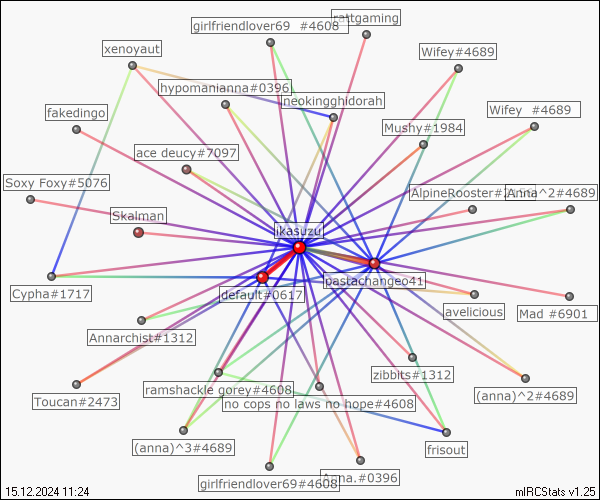 rattgaming
girlfriendlover69  #4608
xenoyaut
Wifey#4689
hypomanianna#0396
neokingghidorah
fakedingo
Wifey  #4689
Mushy#1984
ace deucy#7097
Soxy Foxy#5076
Anna^2#4689
Skalman
ikasuzu
pastachangeo41
Cypha#1717
default#0617
avelicious
Mad #6901
Annarchist#1312
zibbits#1312
ramshackle gorey#4608
(anna)^2#4689
Toucan#2473
no cops no laws no hope#4608
(anna)^3#4689
frisout
Anna.#0396
girlfriendlover69#4608
15.12.2024 11:24
mIRCStats v1.25